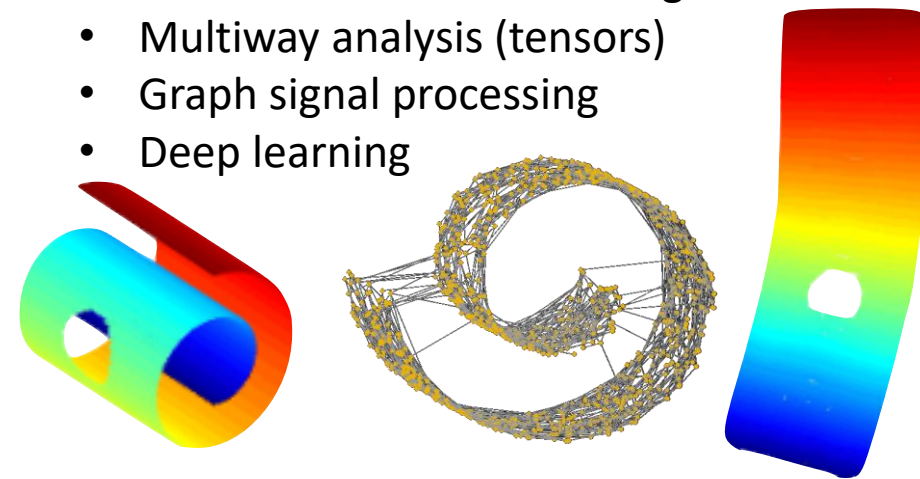 • Multiway analysis (tensors)
• Graph signal processing
• Deep learning